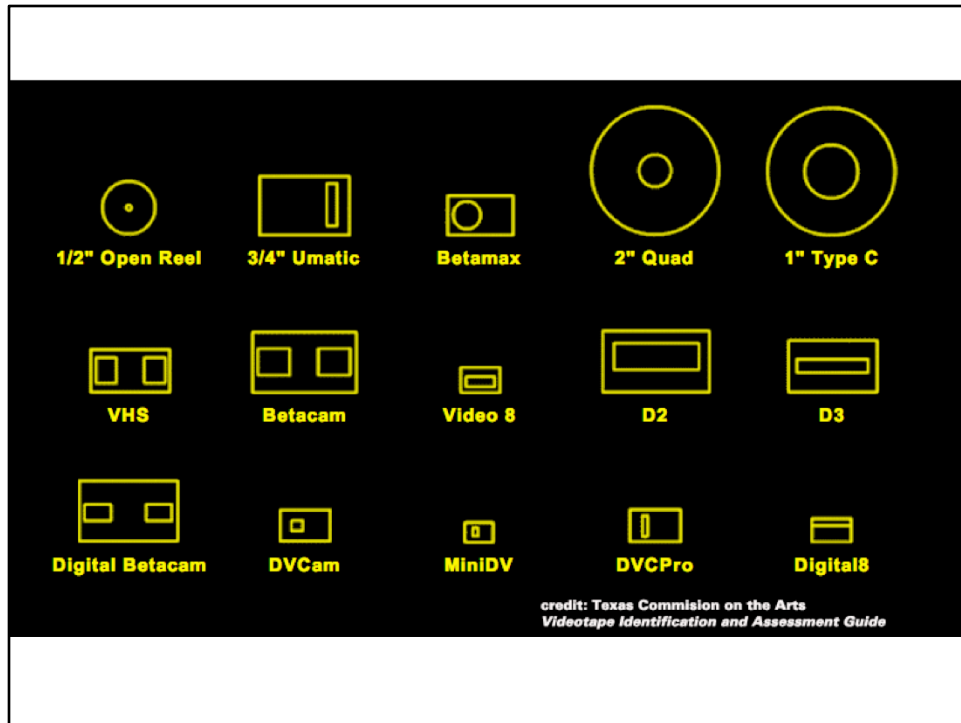 1/2" Open Reel
3/4" Umatic
Betamax
2" Quad
1" Type C
VHS
Betacam
Video 8
D2
D3
Digital Betacam
DVCam
MiniDV
DVCPro
Digital8
credit: Texas Commision on the Arts
Videotape Identification and Assessment Guide